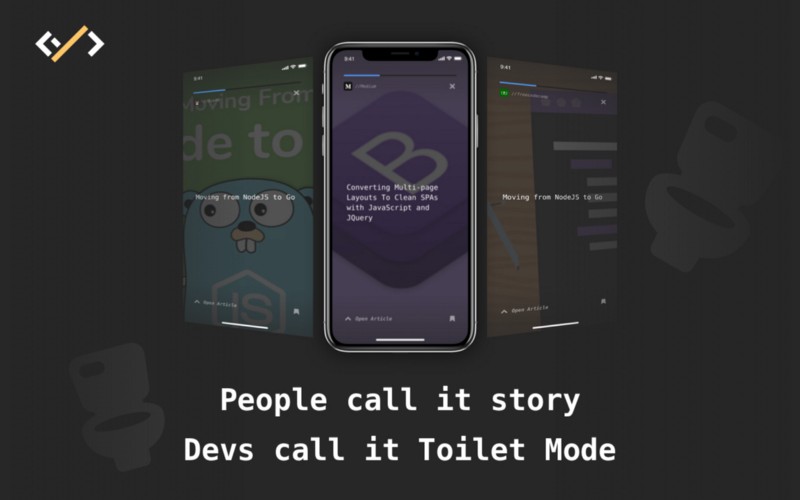 9:41
Moving From
de to
Moving from NodeJS to Go
Open Article
JS
9:41
M
//Medium
B
Converting Multi-page
Layouts To Clean SPAs
with JavaScript and
JQuery
Open Article
9:41
Moving from NodeJS to Go
Open Article
People call it story
Devs call it Toilet Mode